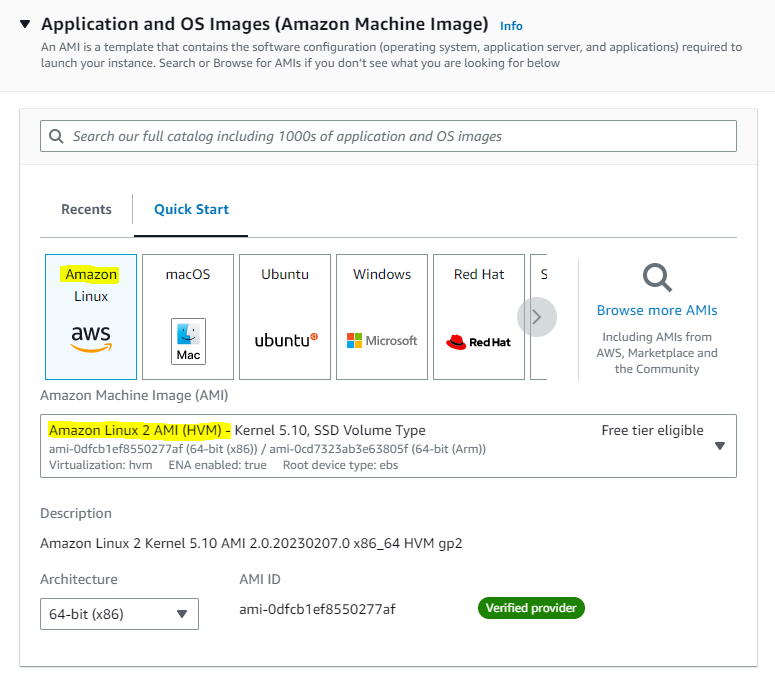 Application and OS Images (Amazon Machine Image) Info
An AMI is a template that contains the software configuration (operating system, application server, and applications) required to
launch your instance. Search or Browse for AMIs if you don't see what you are looking for below
Search our full catalog including 1000s of application and OS images
Recents
Quick Start
Amazon
Linux
aws
macOS
Mac
Ubuntu
ubuntu
Windows
Microsoft
Red Hat
Red Hat
S
Browse more AMIs
Including AMIs from
AWS, Marketplace and
the Community
Amazon Machine Image (AMI)
Amazon Linux 2 AMI (HVM) - Kernel 5.10, SSD Volume Type
Free tier eligible
ami-0dfcb1ef8550277af (64-bit (x86)) / ami-0cd7323ab3e63805f (64-bit (Arm))
Virtualization: hvm ENA enabled: true Root device type: ebs
Description
Amazon Linux 2 Kernel 5.10 AMI 2.0.20230207.0 x86_64 HVM gp2
Architecture
AMI ID
64-bit (x86)
ami-0dfcb1ef8550277af
Verified provider